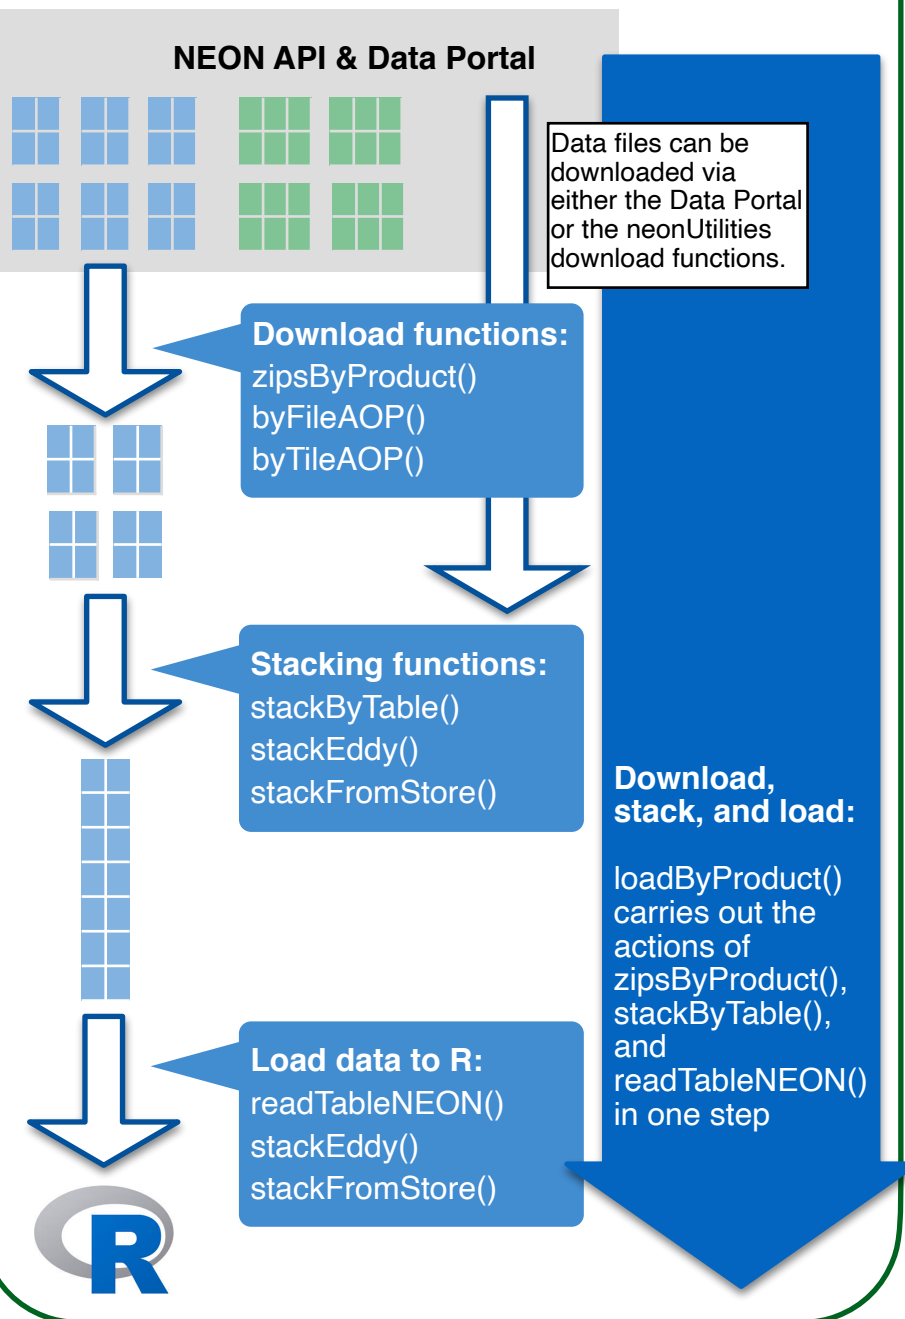 NEON API & Data Portal
Data files can be
downloaded via
either the Data Portal
or the neonUtilities
download functions.
Download functions:
zipsByProduct()
byFileAOP()
byTileAOP()
Stacking functions:
stackByTable()
stackEddy()
stackFromStore()
Download,
stack, and load:
loadByProduct()
carries out the
actions of
zipsByProduct(),
stackByTable(),
and
readTableNEON()
in one step
Load data to R:
readTableNEON()
stackEddy()
stackFromStore()
R